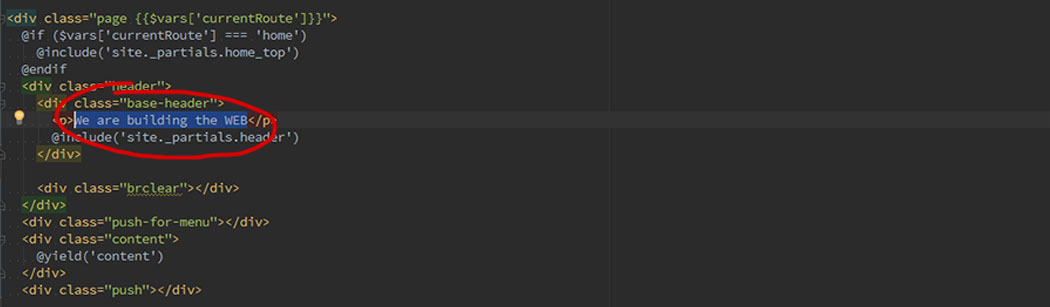 <div class="page {{$vars['currentRoute']}}">
@if ($vars['currentRoute'] === 'home')
@include('site._partials.home_top')
@endif
<div class="header">
<div class="base-header">
<p>We are building the WEB</p>
@include('site._partials.header')
</div>
<div class="brclear"></div>
</div>
<div class="push-for-menu"></div>
<div class="content">
@yield('content')
</div>
<div class="push"></div>